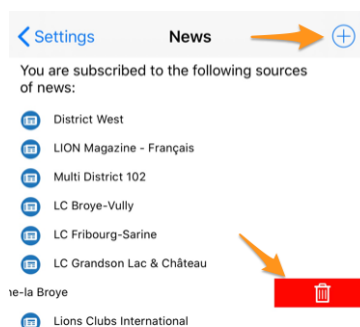 Settings
News
You are subscribed to the following sources
of news:
District West
LION Magazine - Français
Multi District 102
LC Broye-Vully
LC Fribourg-Sarine
LC Grandson Lac & Château
ne-la Broye
Lions Clubs International